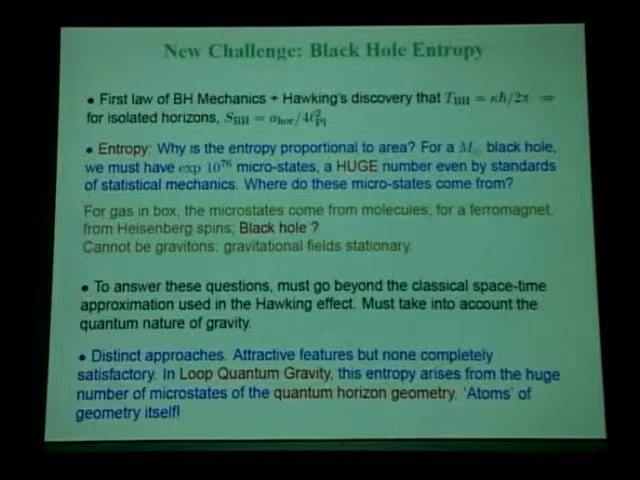 New Challenge: Black Hole Entropy
• First law of BH Mechanics + Hawking's discovery that T_BH = κℏ/2π ⇒
for isolated horizons, S_BH = a_hor/4ℓ²_Pl
• Entropy: Why is the entropy proportional to area? For a M⊙ black hole,
we must have exp 10⁷⁶ micro-states, a HUGE number even by standards
of statistical mechanics. Where do these micro-states come from?
For gas in box, the microstates come from molecules; for a ferromagnet,
from Heisenberg spins; Black hole ?
Cannot be gravitons: gravitational fields stationary.
• To answer these questions, must go beyond the classical space-time
approximation used in the Hawking effect. Must take into account the
quantum nature of gravity.
• Distinct approaches. Attractive features but none completely
satisfactory. In Loop Quantum Gravity, this entropy arises from the huge
number of microstates of the quantum horizon geometry. 'Atoms' of
geometry itself!